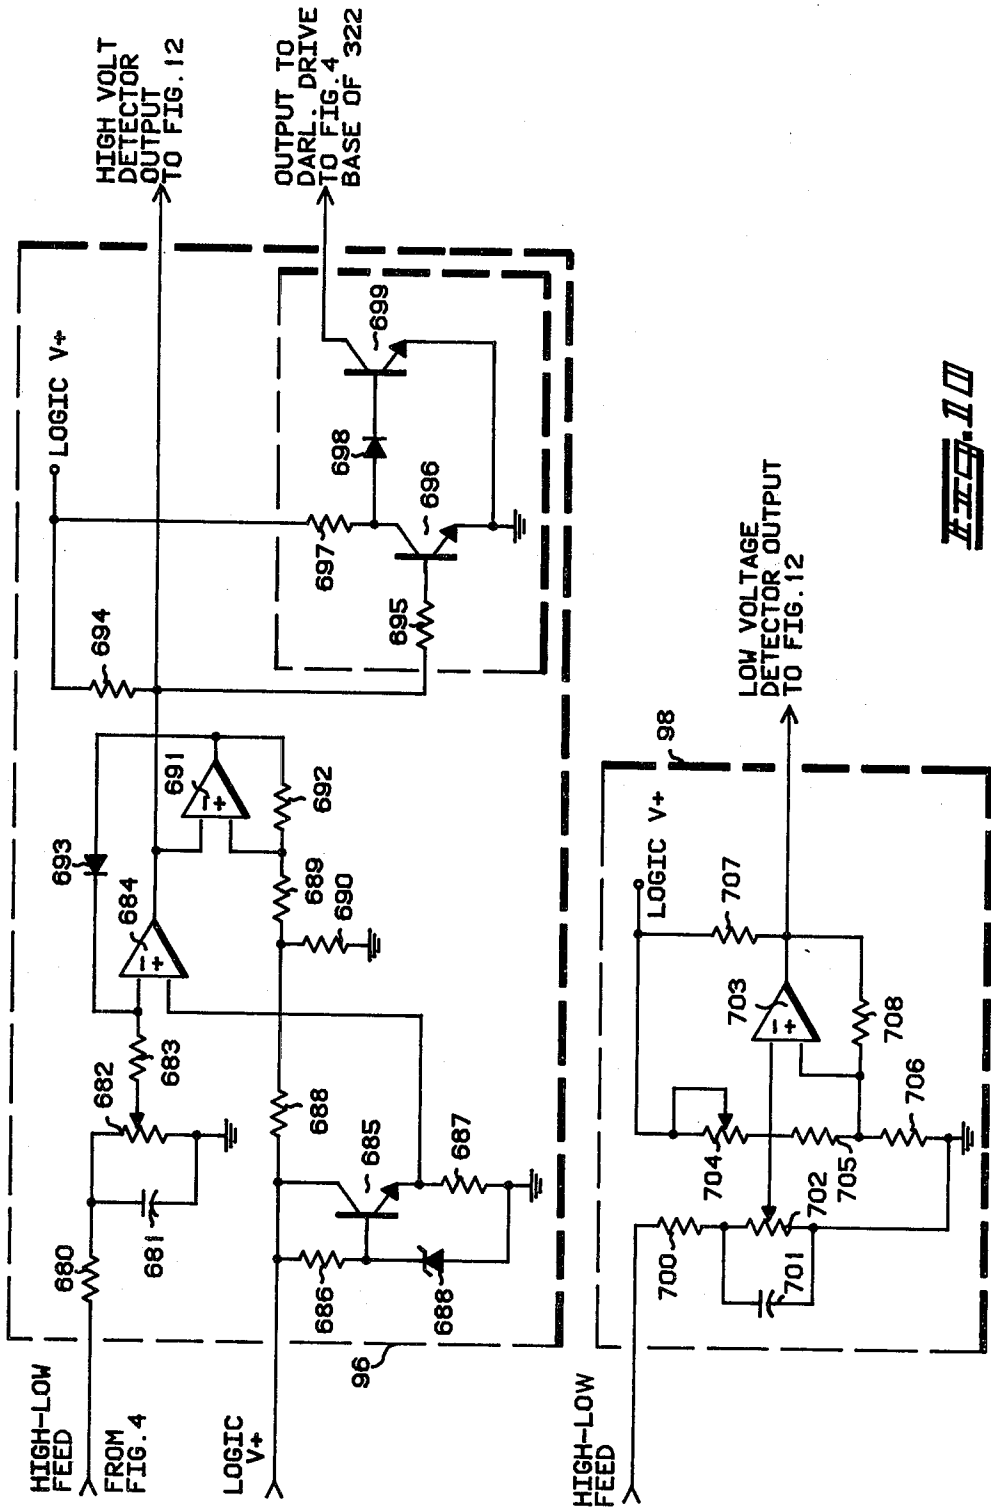 HIGH-LOW
FEED
FROM
FIG.4
LOGIC
V+
680
681
682
683
684
685
686
687
688
688
689
690
691
692
693
694
LOGIC V+
695
696
697
698
699
96
- +
- +
HIGH VOLT
DETECTOR
OUTPUT
TO FIG.12
OUTPUT TO
DARL. DRIVE
TO FIG.4
BASE OF 322
HIGH-LOW
FEED
700
701
702
703
704
705
706
707
708
- +
LOGIC V+
98
LOW VOLTAGE
DETECTOR OUTPUT
TO FIG.12
FIG.10